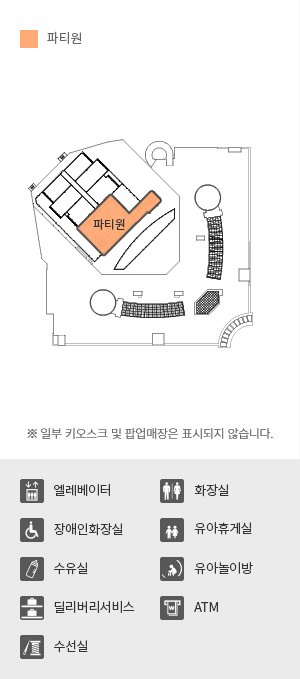 파티원
파티원
※ 일부 키오스크 및 팝업매장은 표시되지 않습니다.
엘레베이터
화장실
장애인화장실
유아휴게실
수유실
유아놀이방
딜리버리서비스
ATM
수선실